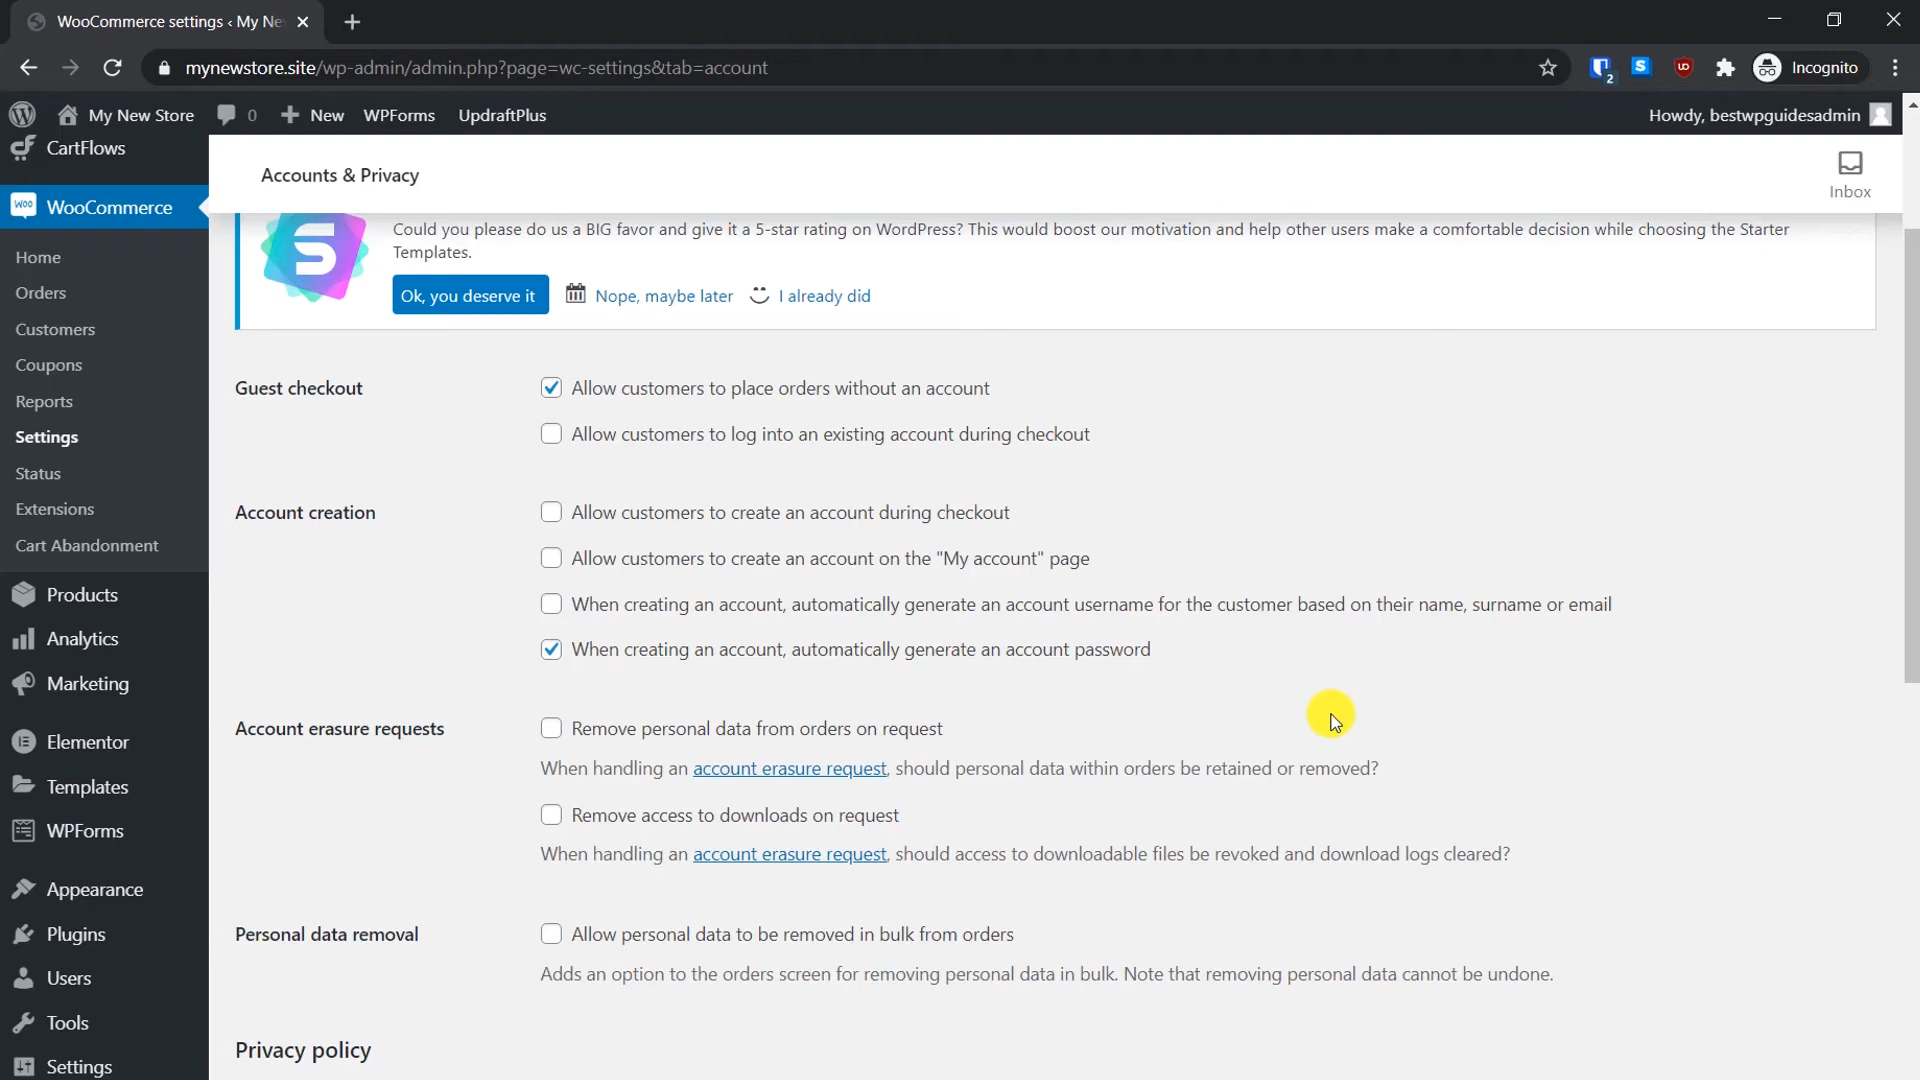 WooCommerce settings ‹ My Ne
mynewstore.site/wp-admin/admin.php?page=wc-settings&tab=account
2
Incognito
My New Store
0
New
WPForms
UpdraftPlus
Howdy, bestwpguidesadmin
CartFlows
WooCommerce
Home
Orders
Customers
Coupons
Reports
Settings
Status
Extensions
Cart Abandonment
Products
Analytics
Marketing
Elementor
Templates
WPForms
Appearance
Plugins
Users
Tools
Settings
Accounts & Privacy
Inbox
Could you please do us a BIG favor and give it a 5-star rating on WordPress? This would boost our motivation and help other users make a comfortable decision while choosing the Starter
Templates.
Ok, you deserve it
Nope, maybe later
I already did
Guest checkout
Allow customers to place orders without an account
Allow customers to log into an existing account during checkout
Account creation
Allow customers to create an account during checkout
Allow customers to create an account on the "My account" page
When creating an account, automatically generate an account username for the customer based on their name, surname or email
When creating an account, automatically generate an account password
Account erasure requests
Remove personal data from orders on request
When handling an account erasure request, should personal data within orders be retained or removed?
Remove access to downloads on request
When handling an account erasure request, should access to downloadable files be revoked and download logs cleared?
Personal data removal
Allow personal data to be removed in bulk from orders
Adds an option to the orders screen for removing personal data in bulk. Note that removing personal data cannot be undone.
Privacy policy